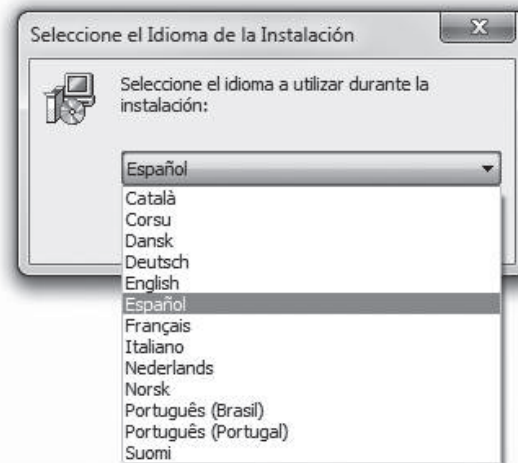 Seleccione el Idioma de la Instalación
Seleccione el idioma a utilizar durante la
instalación:
Español
Català
Corsu
Dansk
Deutsch
English
Español
Français
Italiano
Nederlands
Norsk
Português (Brasil)
Português (Portugal)
Suomi